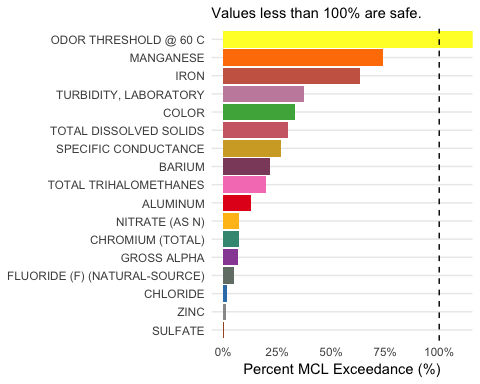 Values less than 100% are safe.
ODOR THRESHOLD @ 60 C
MANGANESE
IRON
TURBIDITY, LABORATORY
COLOR
TOTAL DISSOLVED SOLIDS
SPECIFIC CONDUCTANCE
BARIUM
TOTAL TRIHALOMETHANES
ALUMINUM
NITRATE (AS N)
CHROMIUM (TOTAL)
GROSS ALPHA
FLUORIDE (F) (NATURAL-SOURCE)
CHLORIDE
ZINC
SULFATE
0% 25% 50% 75% 100%
Percent MCL Exceedance (%)